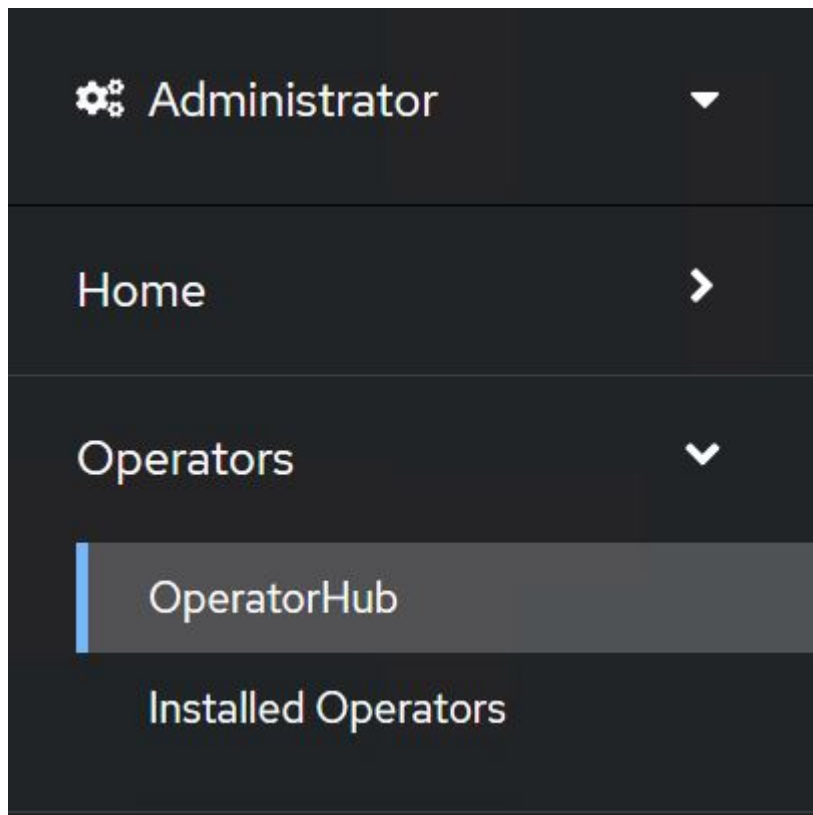 Administrator
Home
Operators
OperatorHub
Installed Operators